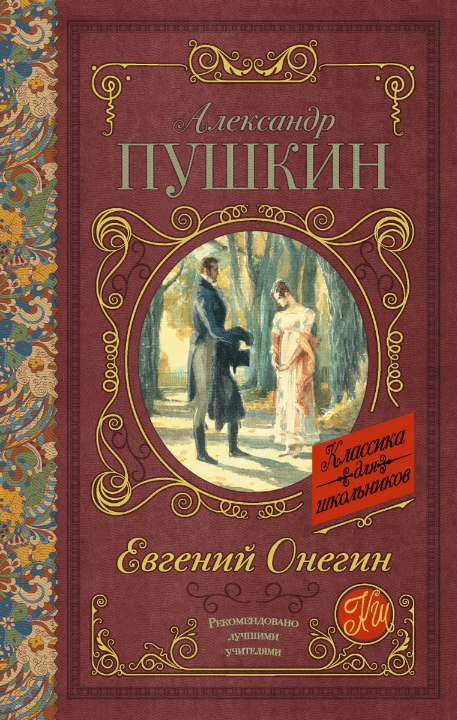 Александр
ПУШКИН
Классика
для
школьников
Евгений Онегин
Рекомендовано
лучшими
учителями
КШ